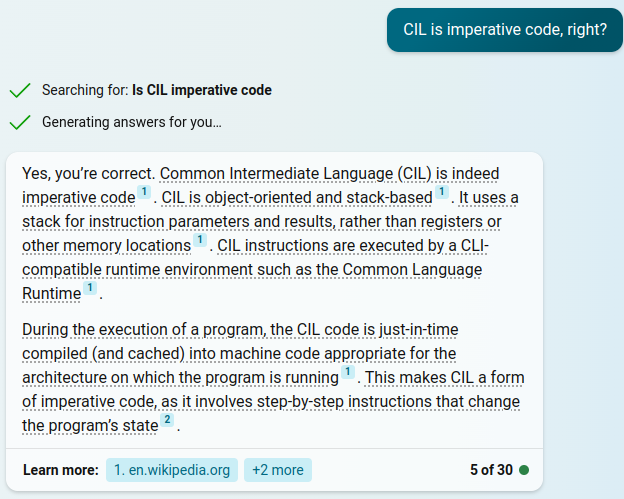 CIL is imperative code, right?
Searching for: Is CIL imperative code
Generating answers for you...
Yes, you're correct. Common Intermediate Language (CIL) is indeed
imperative code 1 . CIL is object-oriented and stack-based 1 . It uses a
stack for instruction parameters and results, rather than registers or
other memory locations 1 . CIL instructions are executed by a CLI-
compatible runtime environment such as the Common Language
Runtime 1 .
During the execution of a program, the CIL code is just-in-time
compiled (and cached) into machine code appropriate for the
architecture on which the program is running 1 . This makes CIL a form
of imperative code, as it involves step-by-step instructions that change
the program's state 2 .
Learn more: 1. en.wikipedia.org +2 more 5 of 30